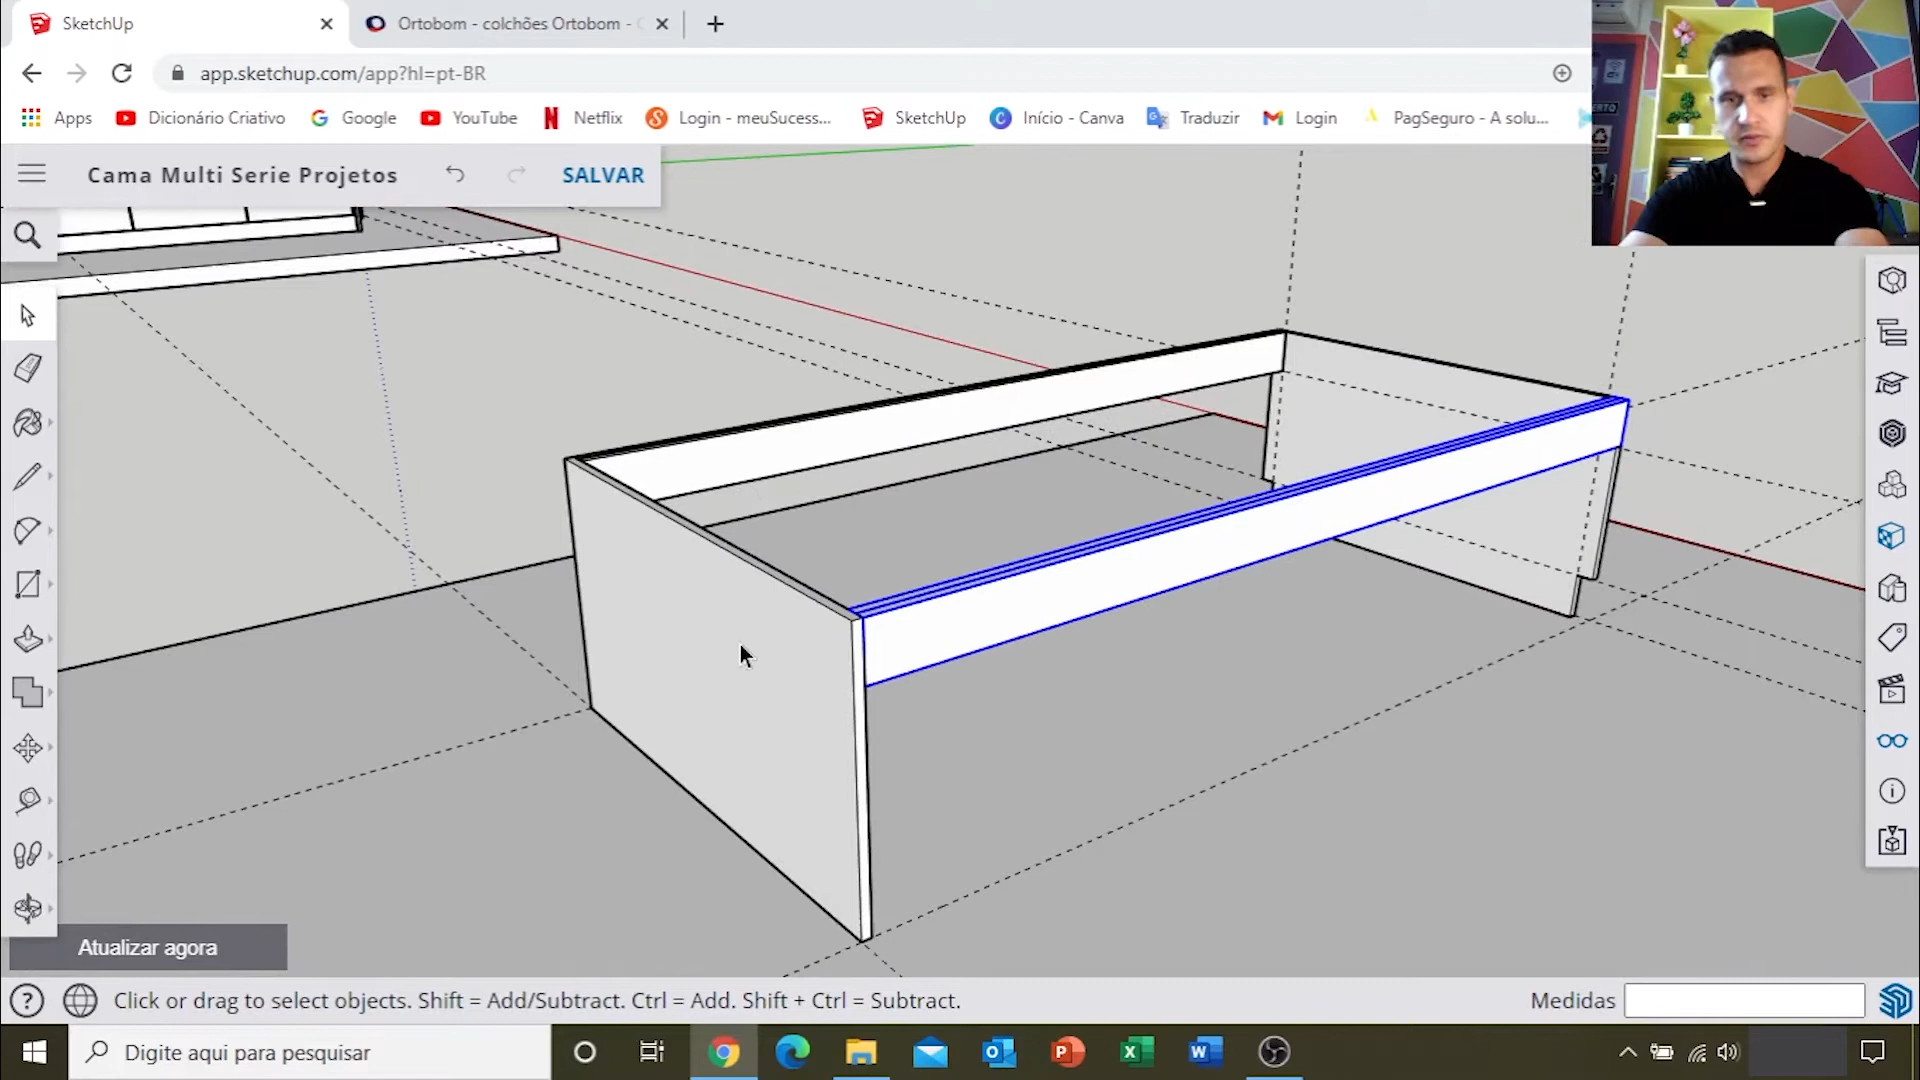 SketchUp
Ortobom - colchões Ortobom -
app.sketchup.com/app?hl=pt-BR
Apps
Dicionário Criativo
Google
YouTube
Netflix
Login - meuSucess...
SketchUp
Início - Canva
Traduzir
Login
PagSeguro - A solu...
Cama Multi Serie Projetos
SALVAR
Atualizar agora
Click or drag to select objects. Shift = Add/Subtract. Ctrl = Add. Shift + Ctrl = Subtract.
Medidas
Digite aqui para pesquisar